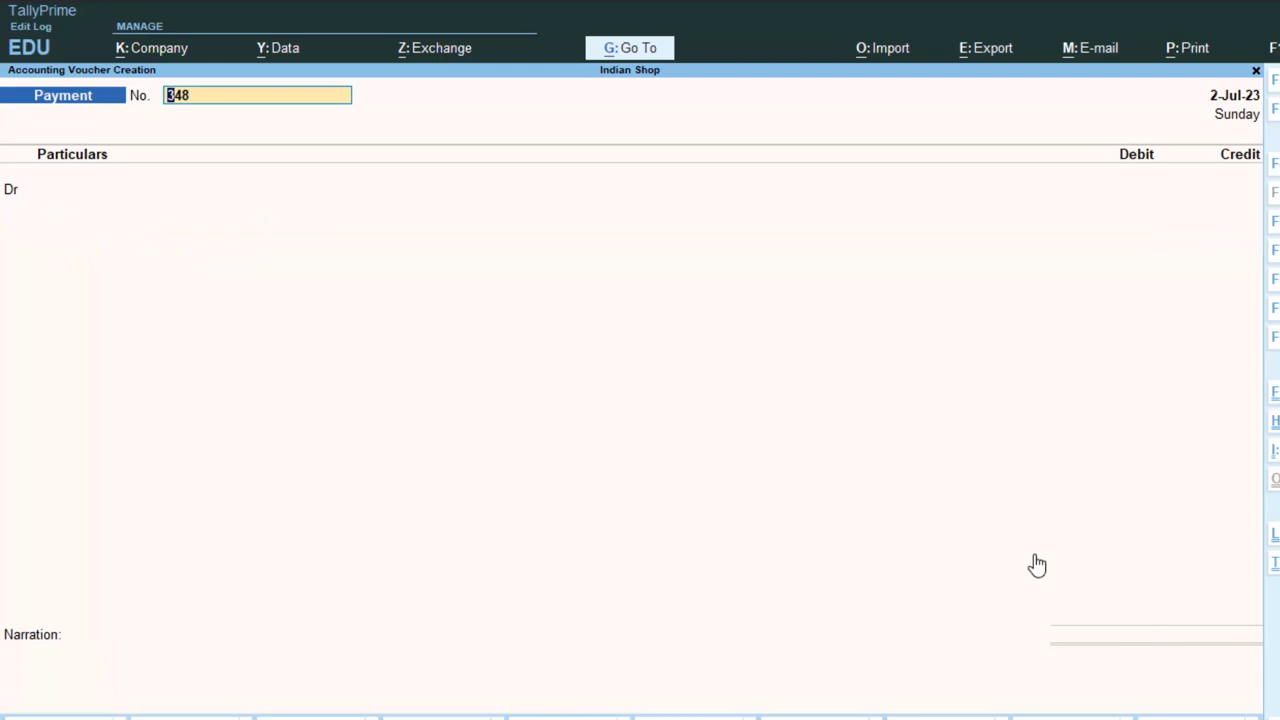 TallyPrime
Edit Log
MANAGE
EDU
K: Company
Y: Data
Z: Exchange
G: Go To
O: Import
E: Export
M: E-mail
P: Print
Accounting Voucher Creation
Indian Shop
Payment No. 348
2-Jul-23
Sunday
Particulars
Debit
Credit
Dr
Narration: